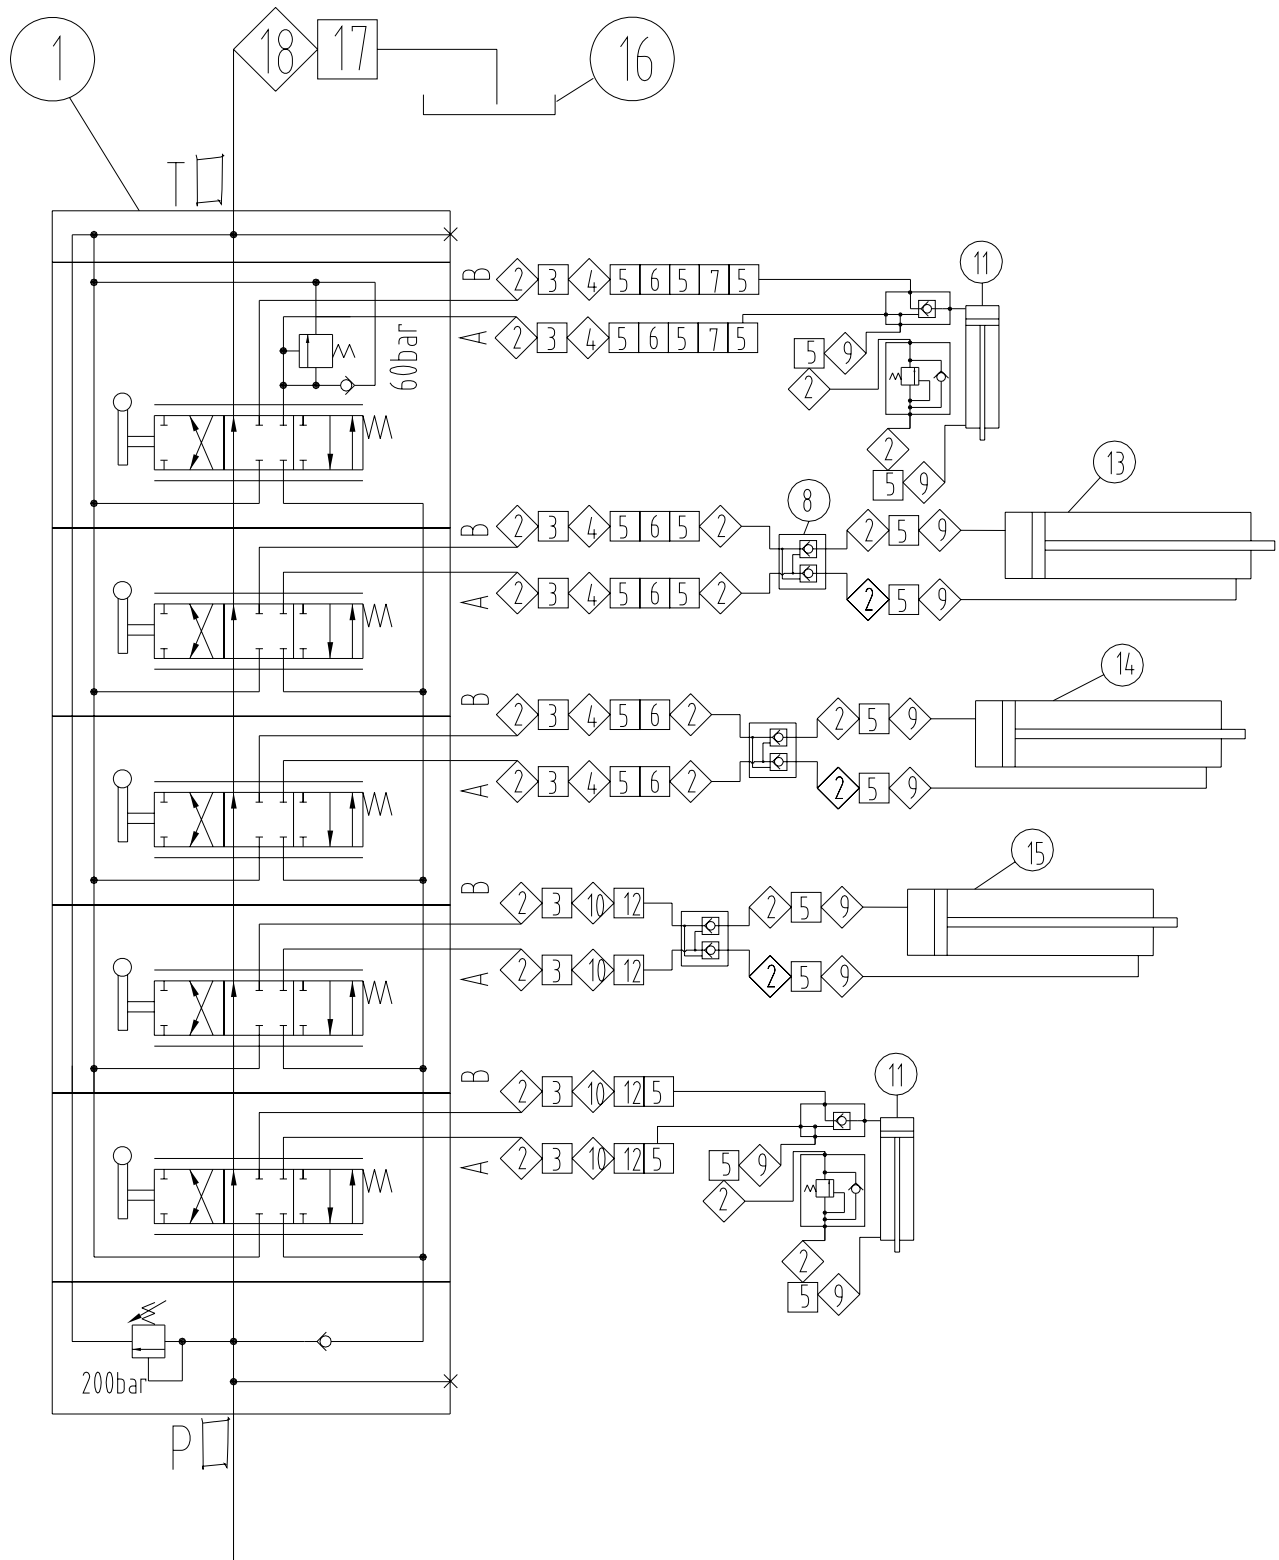 1 18 17 16
T
B 2 3 4 5 6 5 7 5 11
A 2 3 4 5 6 5 7 5
60bar
5 9
2
2
5 9
13
8
B 2 3 4 5 6 5 2 2 5 9
A 2 3 4 5 6 5 2 2 5 9
14
B 2 3 4 5 6 2 2 5 9
A 2 3 4 5 6 2 2 5 9
15
B 2 3 10 12 2 5 9
A 2 3 10 12 2 5 9
B 2 3 10 12 5 11
A 2 3 10 12 5
5 9
2
2
5 9
200bar
P